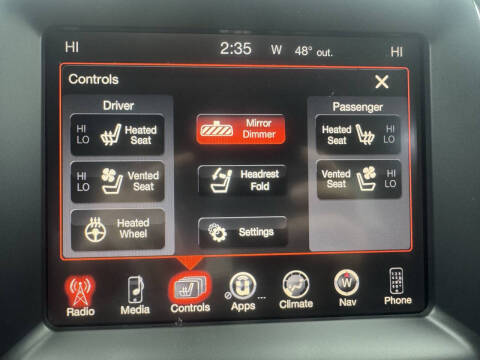 HI 2:35 W 48° out. HI
Controls
Driver
HI
LO
Heated
Seat
HI
LO
Vented
Seat
Heated
Wheel
Mirror
Dimmer
Headrest
Fold
Settings
Passenger
Heated
Seat
HI
LO
Vented
Seat
HI
LO
Radio
Media
Controls
Apps
Climate
W
Nav
Phone